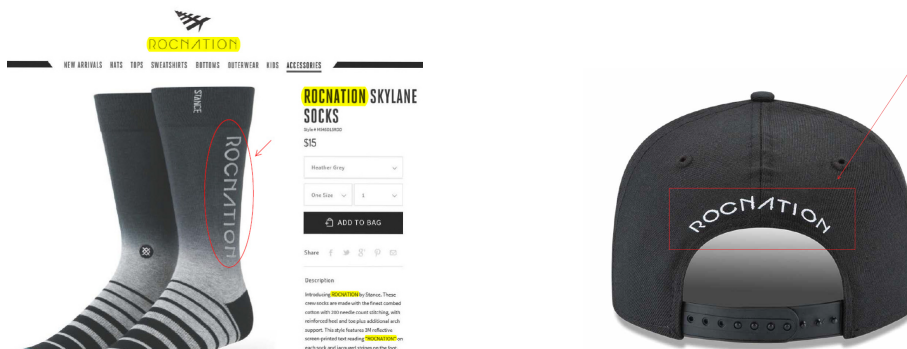 ROCNATION
NEW ARRIVALS HATS TOPS SWEATSHIRTS BOTTOMS OUTERWEAR KIDS ACCESSORIES
STANCE
ROCNATION
ROCNATION SKYLANE
SOCKS
$15
Heather Grey
One Size
ADD TO BAG
Share
Description
Introducing ROCNATION by Stance. These
crew socks are made with the finest combed
cotton with 200 needle count stitching, with
reinforced heel and toe plus additional arch
support. This style features 3M reflective
screen-printed text reading "ROCNATION" on
ROCNATION